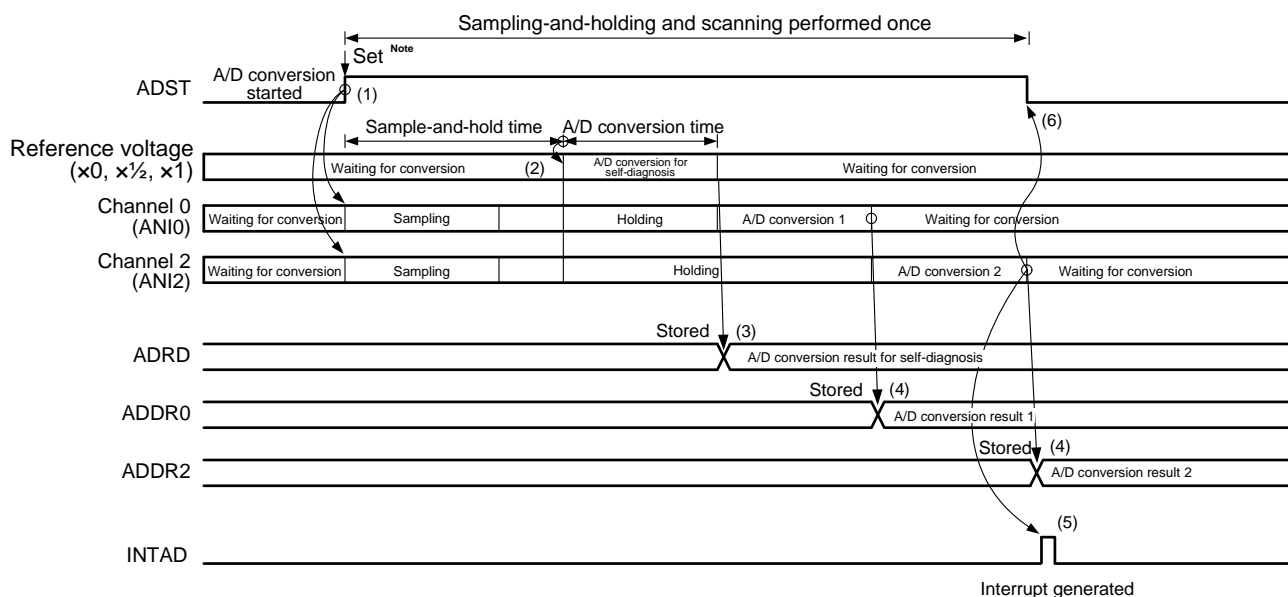 Sampling-and-holding and scanning performed once
Set Note
ADST
A/D conversion
started
(1)
(6)
Sample-and-hold time
A/D conversion time
Reference voltage
(×0, ×½, ×1)
Waiting for conversion
(2)
A/D conversion for
self-diagnosis
Waiting for conversion
Channel 0
(ANI0)
Waiting for conversion
Sampling
Holding
A/D conversion 1
Waiting for conversion
Channel 2
(ANI2)
Waiting for conversion
Sampling
Holding
A/D conversion 2
Waiting for conversion
Stored
(3)
ADRD
A/D conversion result for self-diagnosis
Stored
(4)
ADDR0
A/D conversion result 1
Stored
(4)
ADDR2
A/D conversion result 2
(5)
INTAD
Interrupt generated